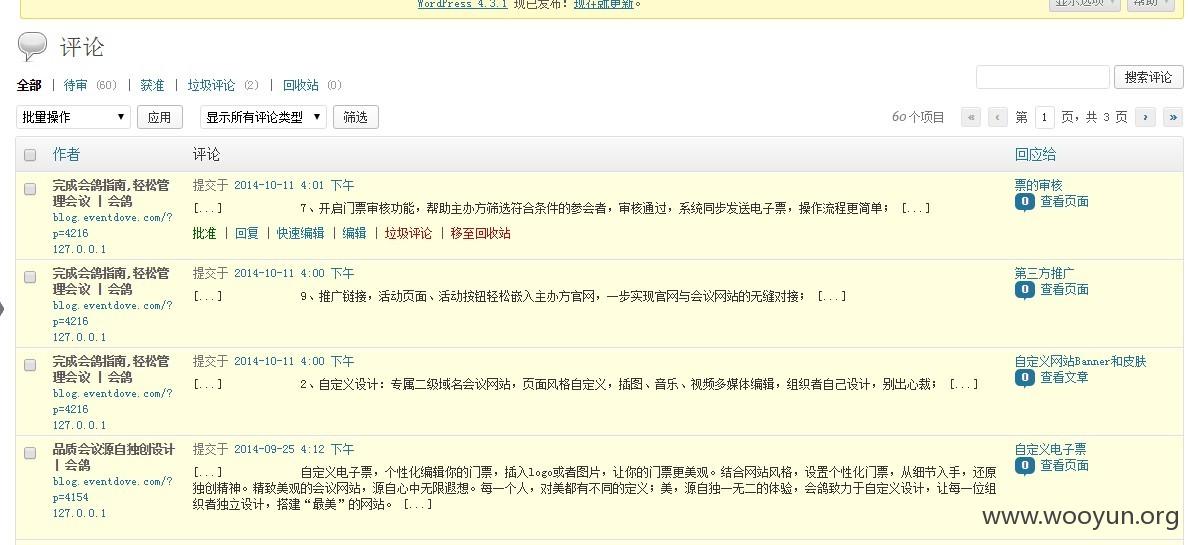 WordPress 4.3.1 现已发布！现在就更新。
显示选项 帮助
评论
全部 | 待审 (60) | 获准 | 垃圾评论 (2) | 回收站 (0)
搜索评论
批量操作 应用 显示所有评论类型 筛选
60个项目 « ‹ 第 1 页，共 3 页 › »
作者 评论 回应给
完成会鸽指南,轻松管
理会议 | 会鸽
blog.eventdove.com/?
p=4216
127.0.0.1
提交于 2014-10-11 4:01 下午
[...] 7、开启门票审核功能，帮助主办方筛选符合条件的参会者，审核通过，系统同步发送电子票，操作流程更简单； [...]
批准 | 回复 | 快速编辑 | 编辑 | 垃圾评论 | 移至回收站
票的审核
0 查看页面
完成会鸽指南,轻松管
理会议 | 会鸽
blog.eventdove.com/?
p=4216
127.0.0.1
提交于 2014-10-11 4:00 下午
[...] 9、推广链接，活动页面、活动按钮轻松嵌入主办方官网，一步实现官网与会议网站的无缝对接； [...]
第三方推广
0 查看页面
完成会鸽指南,轻松管
理会议 | 会鸽
blog.eventdove.com/?
p=4216
127.0.0.1
提交于 2014-10-11 4:00 下午
[...] 2、自定义设计：专属二级域名会议网站，页面风格自定义，插图、音乐、视频多媒体编辑，组织者自己设计，别出心裁； [...]
自定义网站Banner和皮肤
0 查看文章
品质会议源自独创设计
| 会鸽
blog.eventdove.com/?
p=4154
127.0.0.1
提交于 2014-09-25 4:12 下午
[...] 自定义电子票，个性化编辑你的门票，插入logo或者图片，让你的门票更美观。结合网站风格，设置个性化门票，从细节入手，还原
独创精神。精致美观的会议网站，源自心中无限遐想。每一个人，对美都有不同的定义；美，源自独一无二的体验，会鸽致力于自定义设计，让每一位组
织者独立设计，搭建“最美”的网站。 [...]
自定义电子票
0 查看页面
www.wooyun.org